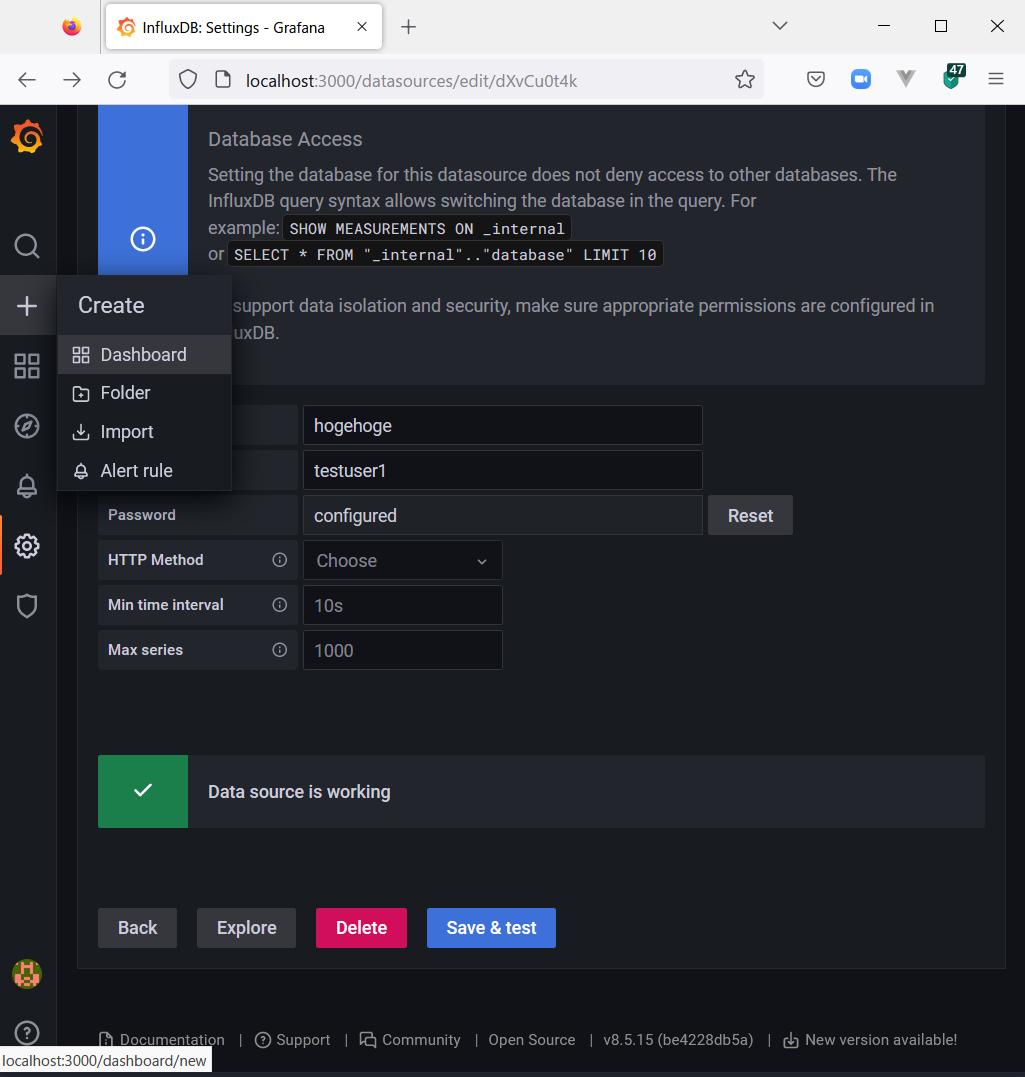 InfluxDB: Settings - Grafana
localhost:3000/datasources/edit/dXvCu0t4k
47
Database Access
Setting the database for this datasource does not deny access to other databases. The
InfluxDB query syntax allows switching the database in the query. For
example: SHOW MEASUREMENTS ON _internal
or SELECT * FROM "_internal".."database" LIMIT 10
support data isolation and security, make sure appropriate permissions are configured in
uxDB.
Create
Dashboard
Folder
Import
Alert rule
hogehoge
testuser1
Password configured Reset
HTTP Method Choose
Min time interval 10s
Max series 1000
Data source is working
Back Explore Delete Save & test
Documentation | Support | Community | Open Source | v8.5.15 (be4228db5a) | New version available!
localhost:3000/dashboard/new